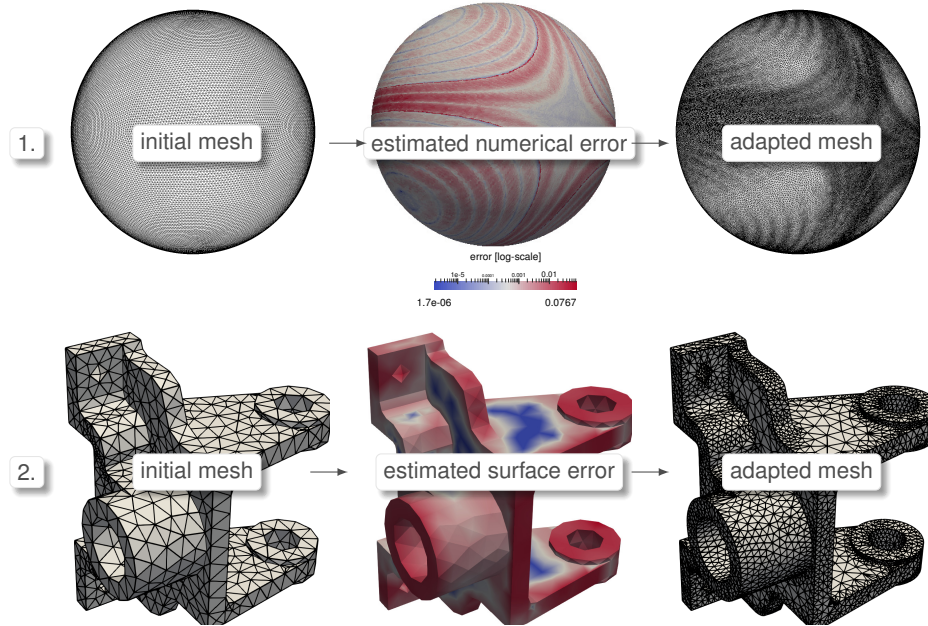 1.
initial mesh
estimated numerical error
adapted mesh
error [log-scale]
1e-5 0.0001 0.001 0.01
1.7e-06 0.0767
2.
initial mesh
estimated surface error
adapted mesh